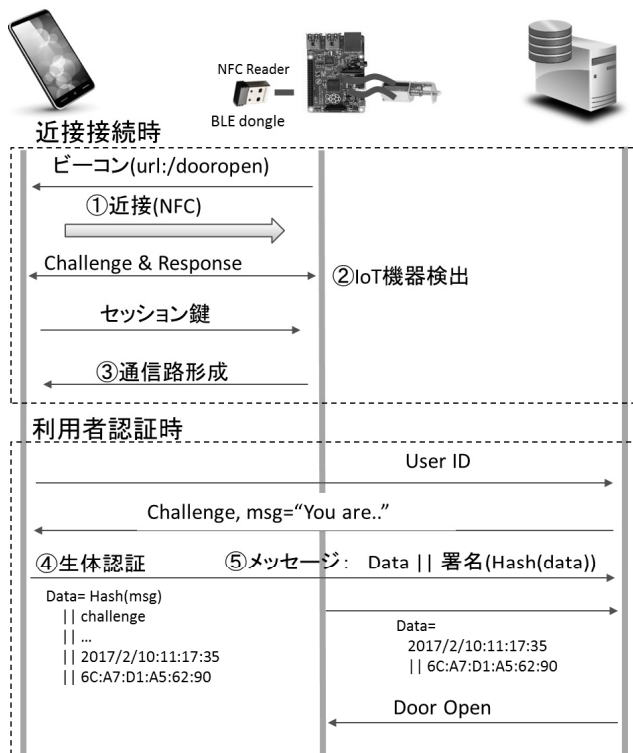 NFC Reader
BLE dongle
近接接続時
ビーコン(url:/dooropen)
①近接(NFC)
Challenge & Response
②IoT機器検出
セッション鍵
③通信路形成
利用者認証時
User ID
Challenge, msg=“You are..”
④生体認証
⑤メッセージ： Data || 署名(Hash(data))
Data= Hash(msg)
|| challenge
|| …
|| 2017/2/10:11:17:35
|| 6C:A7:D1:A5:62:90
Data=
2017/2/10:11:17:35
|| 6C:A7:D1:A5:62:90
Door Open